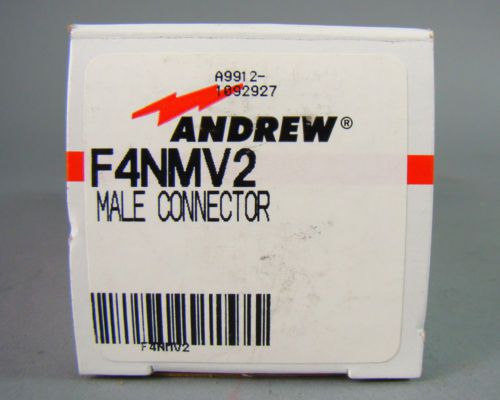 A9912-
1092927
ANDREW®
F4NMV2
MALE CONNECTOR
F4NMV2